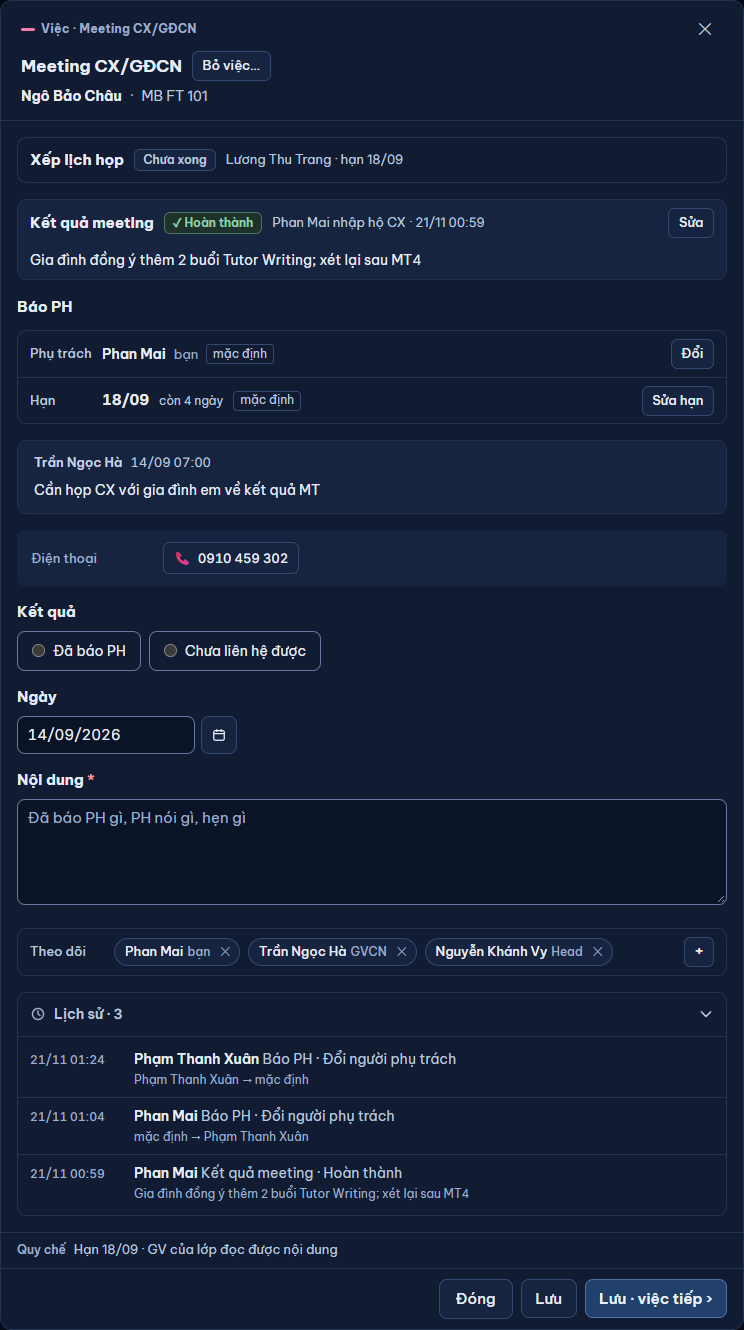 Việc · Meeting CX/GĐCN
Meeting CX/GĐCN Bỏ việc...
Ngô Bảo Châu · MB FT 101
Xếp lịch họp Chưa xong Lương Thu Trang · hạn 18/09
Kết quả meeting ✓ Hoàn thành Phan Mai nhập hộ CX · 21/11 00:59 Sửa
Gia đình đồng ý thêm 2 buổi Tutor Writing; xét lại sau MT4
Báo PH
Phụ trách Phan Mai bạn mặc định Đổi
Hạn 18/09 còn 4 ngày mặc định Sửa hạn
Trần Ngọc Hà 14/09 07:00
Cần họp CX với gia đình em về kết quả MT
Điện thoại 0910 459 302
Kết quả
Đã báo PH Chưa liên hệ được
Ngày
14/09/2026
Nội dung *
Đã báo PH gì, PH nói gì, hẹn gì
Theo dõi Phan Mai bạn Trần Ngọc Hà GVCN Nguyễn Khánh Vy Head +
Lịch sử · 3
21/11 01:24 Phạm Thanh Xuân Báo PH · Đổi người phụ trách
Phạm Thanh Xuân → mặc định
21/11 01:04 Phan Mai Báo PH · Đổi người phụ trách
mặc định → Phạm Thanh Xuân
21/11 00:59 Phan Mai Kết quả meeting · Hoàn thành
Gia đình đồng ý thêm 2 buổi Tutor Writing; xét lại sau MT4
Quy chế Hạn 18/09 · GV của lớp đọc được nội dung
Đóng Lưu Lưu · việc tiếp ›